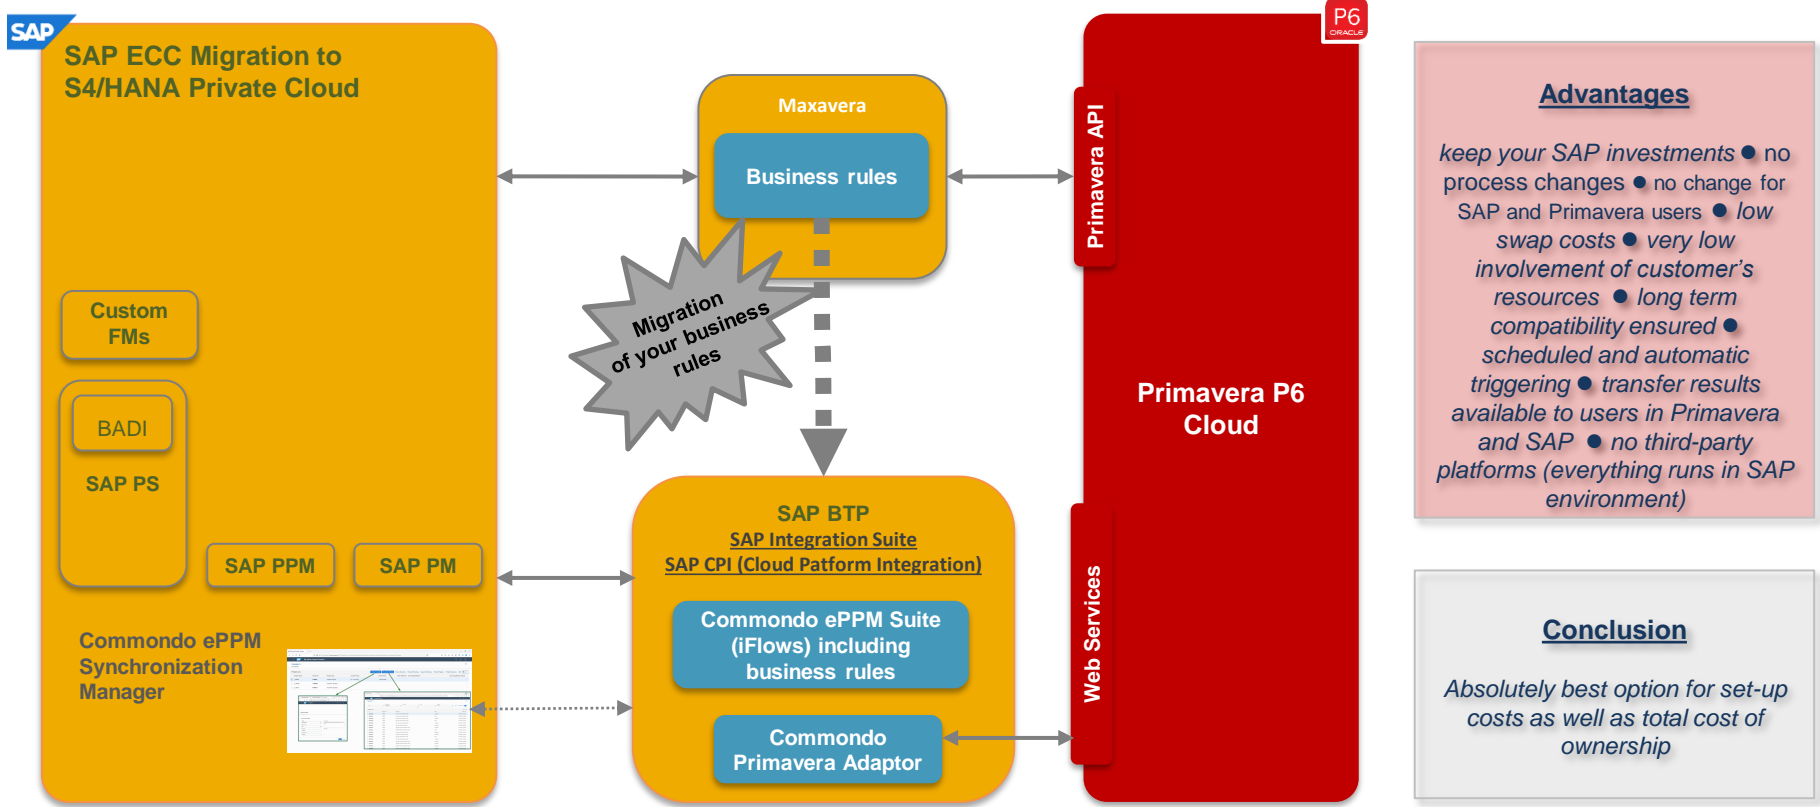 SAP
SAP ECC Migration to
S4/HANA Private Cloud
Custom
FMs
BADI
SAP PS
SAP PPM
SAP PM
Commondo ePPM
Synchronization
Manager
Maxavera
Business rules
Migration
of your business
rules
SAP BTP
SAP Integration Suite
SAP CPI (Cloud Patform Integration)
Commondo ePPM Suite
(iFlows) including
business rules
Commondo
Primavera Adaptor
P6
ORACLE
Primavera API
Web Services
Primavera P6
Cloud
Advantages
keep your SAP investments ● no
process changes ● no change for
SAP and Primavera users ● low
swap costs ● very low
involvement of customer’s
resources ● long term
compatibility ensured ●
scheduled and automatic
triggering ● transfer results
available to users in Primavera
and SAP ● no third-party
platforms (everything runs in SAP
environment)
Conclusion
Absolutely best option for set-up
costs as well as total cost of
ownership